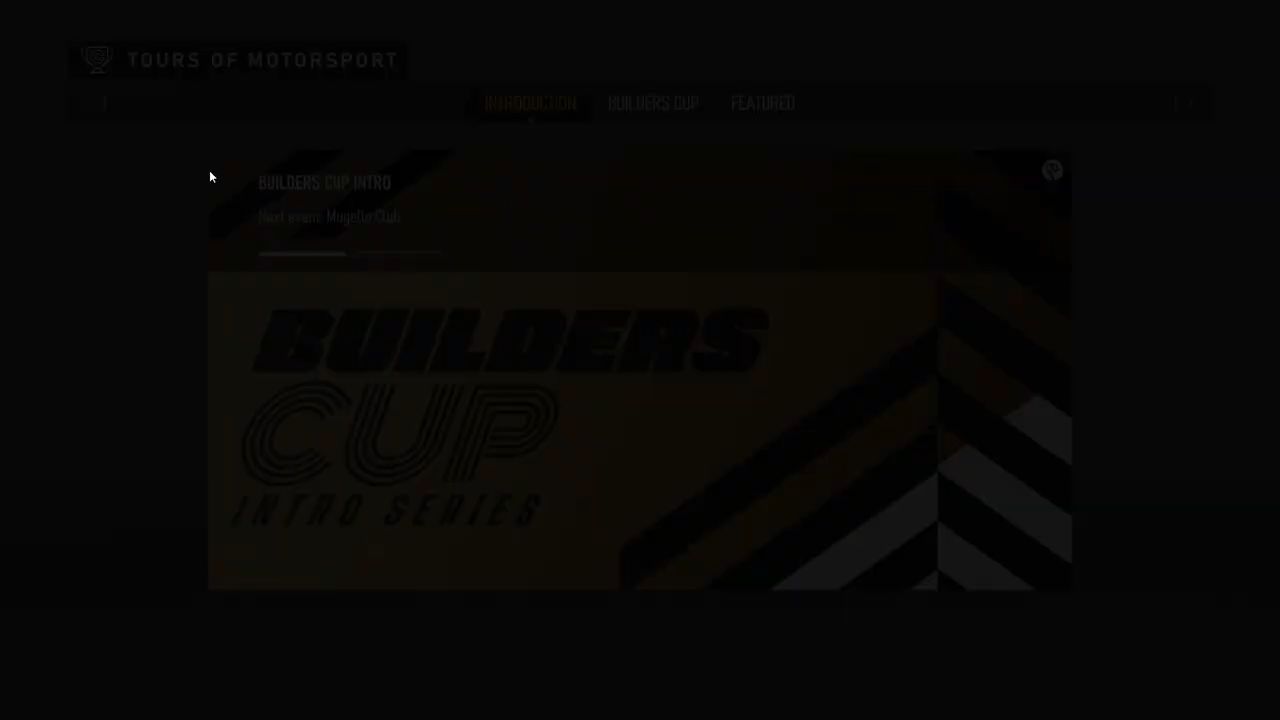 TOURS OF MOTORSPORT
INTRODUCTION BUILDERS CUP FEATURED
BUILDERS CUP INTRO
Next event: Mugello Club
BUILDERS
CUP
INTRO SERIES